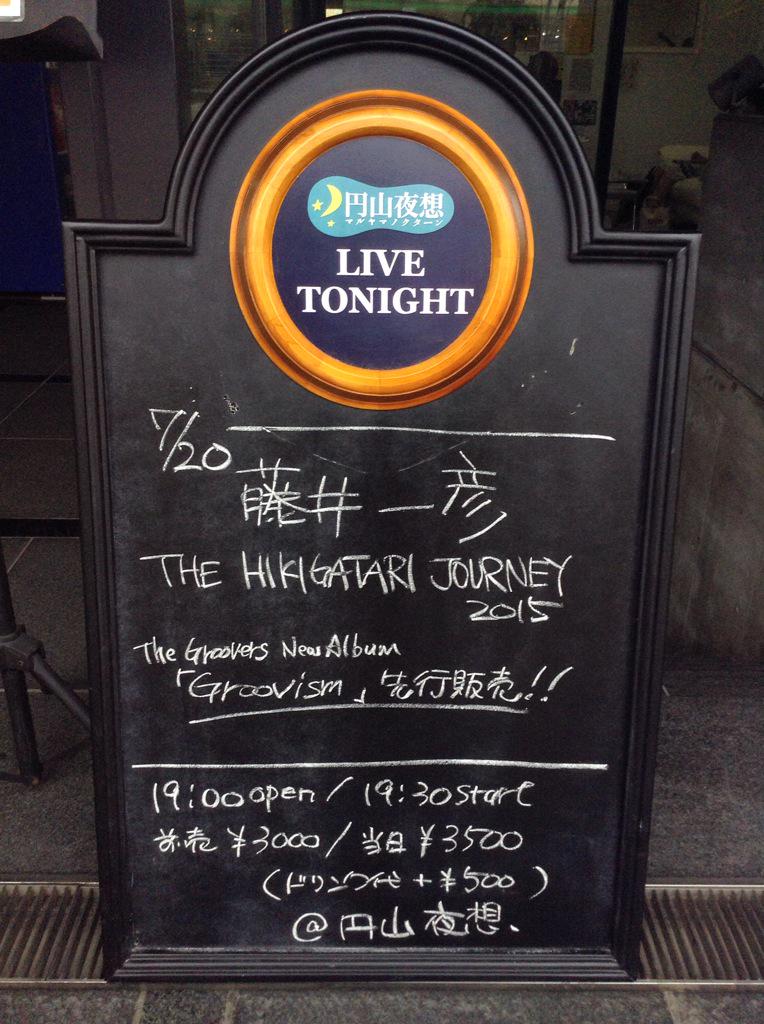 円山夜想
マルヤマノクターン
LIVE
TONIGHT
7/20
藤井一彦
THE HIKIGATARI JOURNEY
2015
The Groovers New Album
「Groovism」先行販売!!
19:00 open / 19:30 start
前売 ¥3000 / 当日 ¥3500
(ドリンク代 + ¥500)
@ 円山夜想.